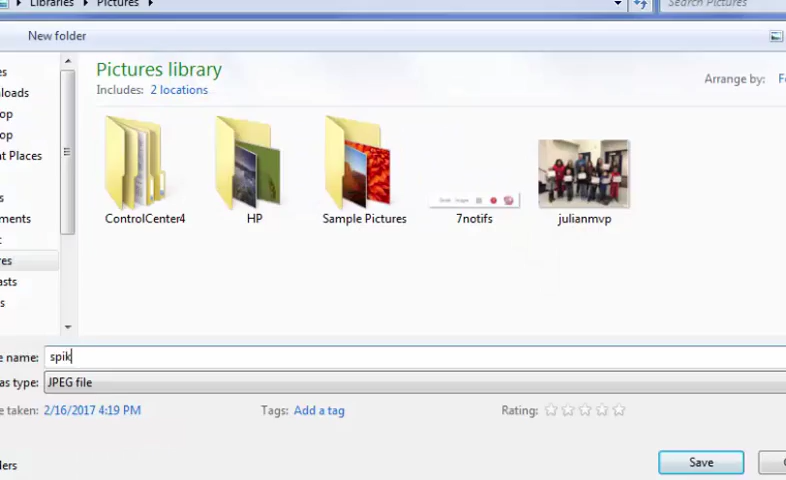 Libraries Pictures Search Pictures
New folder
es
loads
op
op
nt Places
s
ments
c
res
asts
s
Pictures library
Includes: 2 locations
Arrange by: F
ControlCenter4 HP Sample Pictures 7notifs julianmvp
e name: spik
as type: JPEG file
e taken: 2/16/2017 4:19 PM Tags: Add a tag Rating:
lers
Save